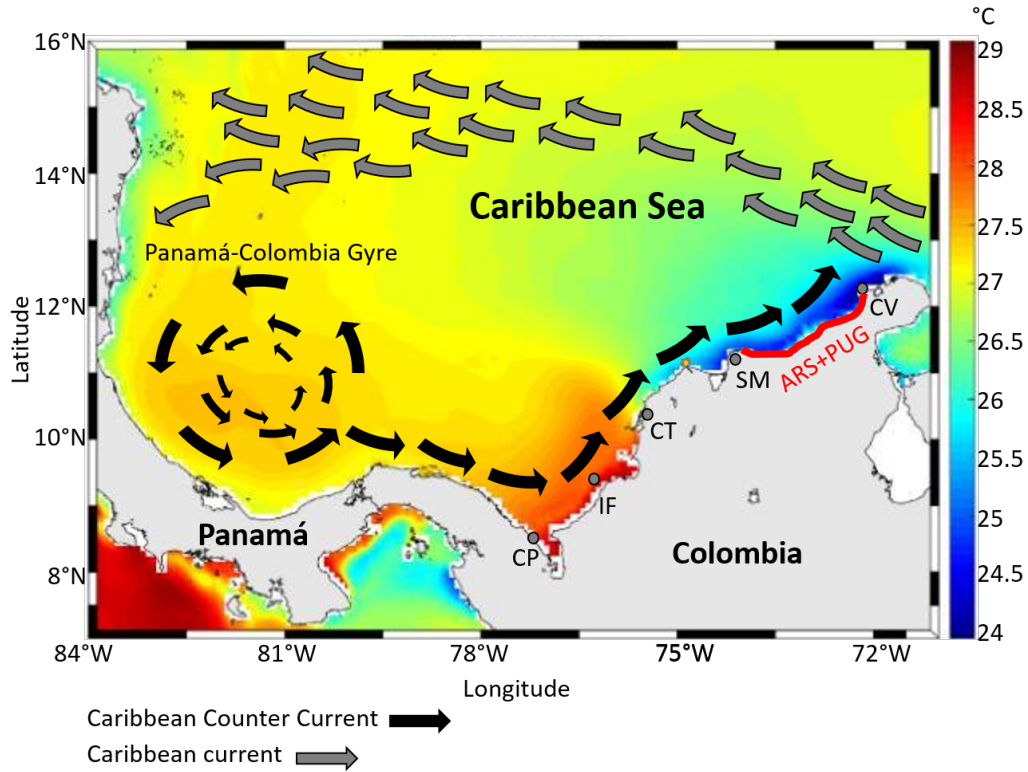 °C
16°N
14°N
12°N
10°N
8°N
Latitude
29
28.5
28
27.5
27
26.5
26
25.5
25
24.5
24
Caribbean Sea
Panamá-Colombia Gyre
CV
SM
ARS+PUG
CT
IF
CP
Panamá
Colombia
84°W
81°W
78°W
75°W
72°W
Longitude
Caribbean Counter Current
Caribbean current